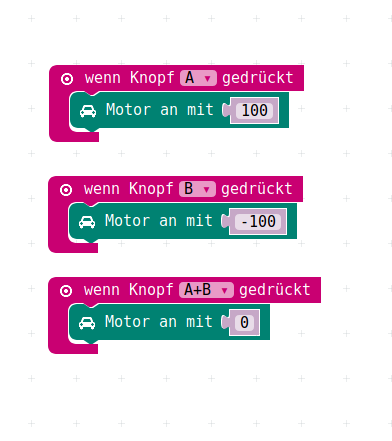 wenn Knopf A ▾ gedrückt
Motor an mit 100
wenn Knopf B ▾ gedrückt
Motor an mit -100
wenn Knopf A+B ▾ gedrückt
Motor an mit 0